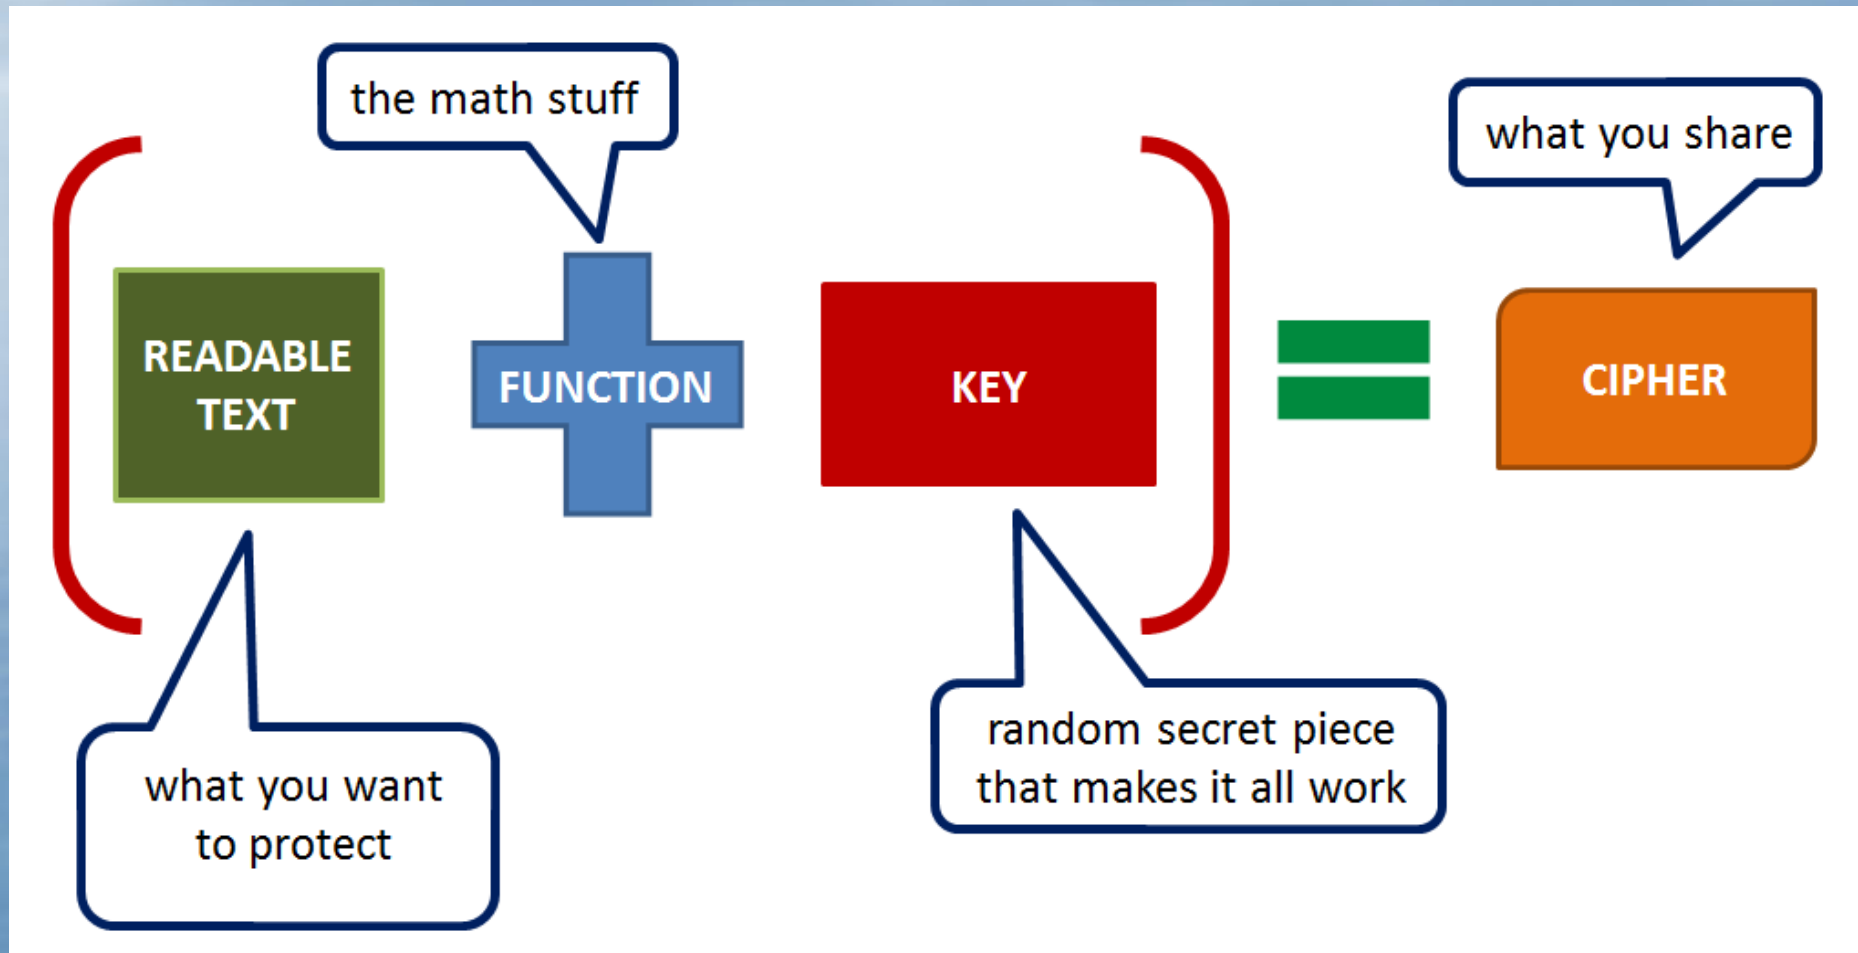 the math stuff
what you share
READABLE
TEXT
FUNCTION
KEY
CIPHER
what you want
to protect
random secret piece
that makes it all work